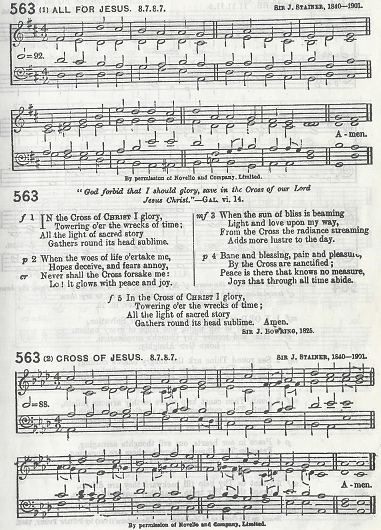 563 (1) ALL FOR JESUS. 8.7.8.7. SIR J. STAINER, 1840—1901.
♩=92.
A - men.
By permission of Novello and Company, Limited.
563
"God forbid that I should glory, save in the Cross of our Lord
Jesus Christ."—GAL. vi. 14.
f 1 IN the Cross of CHRIST I glory,
Towering o'er the wrecks of time;
All the light of sacred story
Gathers round its head sublime.
p 2 When the woes of life o'ertake me,
Hopes deceive, and fears annoy,
cr Never shall the Cross forsake me:
Lo! it glows with peace and joy.
mf 3 When the sun of bliss is beaming
Light and love upon my way,
From the Cross the radiance streaming
Adds more lustre to the day.
p 4 Bane and blessing, pain and pleasure,
By the Cross are sanctified;
Peace is there that knows no measure,
Joys that through all time abide.
f 5 In the Cross of CHRIST I glory,
Towering o'er the wrecks of time;
All the light of sacred story
Gathers round its head sublime. Amen.
SIR J. BOWRING, 1825.
563 (2) CROSS OF JESUS. 8.7.8.7. SIR J. STAINER, 1840—1901.
=88.
A - men.
By permission of Novello and Company, Limited.